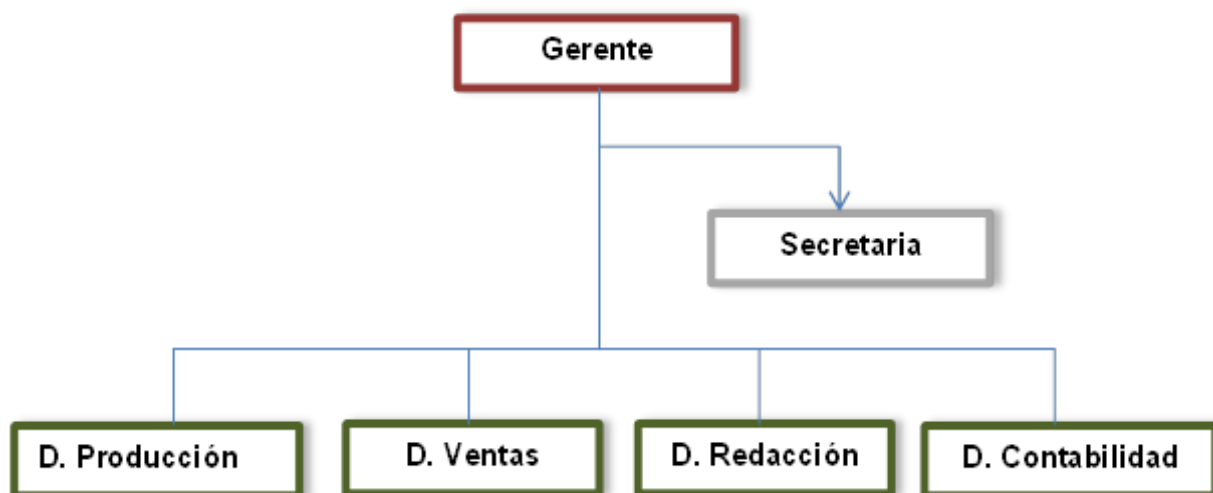 Gerente
Secretaria
D. Producción
D. Ventas
D. Redacción
D. Contabilidad